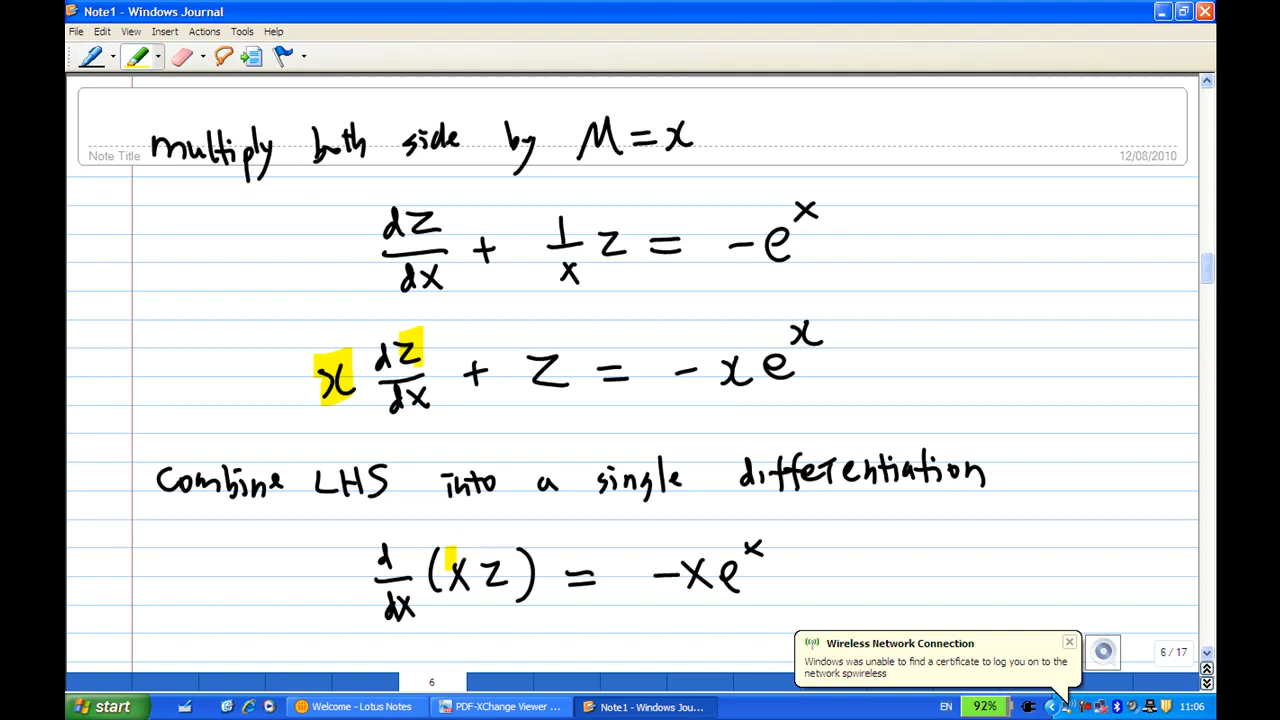 Note1 - Windows Journal
File Edit View Insert Actions Tools Help
multiply both side by M = x
Note Title
12/08/2010
dz/dx + 1/x z = -e^x
x dz/dx + z = -x e^x
Combine LHS into a single differentiation
d/dx (x z) = -x e^x
Wireless Network Connection
Windows was unable to find a certificate to log you on to the
network spwireless
6 / 17
6
start
Welcome - Lotus Notes
PDF-XChange Viewer ...
Note1 - Windows Jou...
EN
92%
11:06